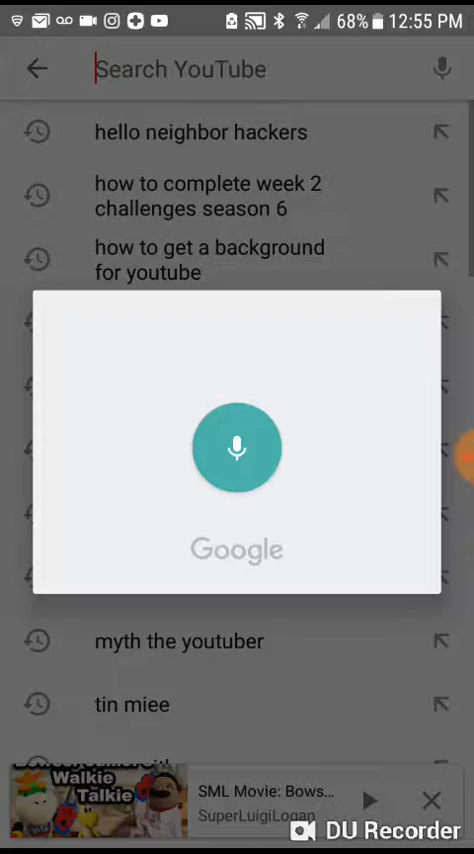 68% 12:55 PM
Search YouTube
hello neighbor hackers
how to complete week 2
challenges season 6
how to get a background
for youtube
Google
myth the youtuber
tin miee
Walkie
Talkie
SML Movie: Bows...
SuperLuigiLogan
DU Recorder